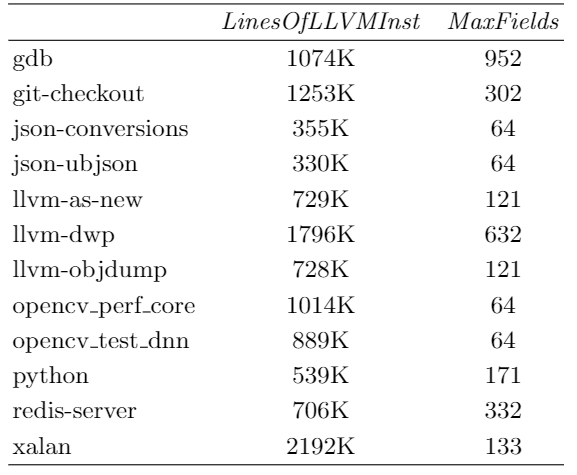 LinesOfLLVMInst MaxFields
gdb 1074K 952
git-checkout 1253K 302
json-conversions 355K 64
json-ubjson 330K 64
llvm-as-new 729K 121
llvm-dwp 1796K 632
llvm-objdump 728K 121
opencv_perf_core 1014K 64
opencv_test_dnn 889K 64
python 539K 171
redis-server 706K 332
xalan 2192K 133